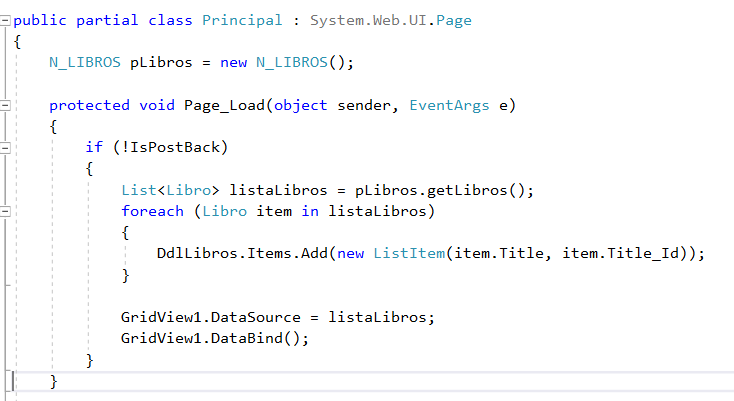 public partial class Principal : System.Web.UI.Page
{
    N_LIBROS pLibros = new N_LIBROS();

    protected void Page_Load(object sender, EventArgs e)
    {
        if (!IsPostBack)
        {
            List<Libro> listaLibros = pLibros.getLibros();
            foreach (Libro item in listaLibros)
            {
                DdlLibros.Items.Add(new ListItem(item.Title, item.Title_Id));
            }

            GridView1.DataSource = listaLibros;
            GridView1.DataBind();
        }
    }